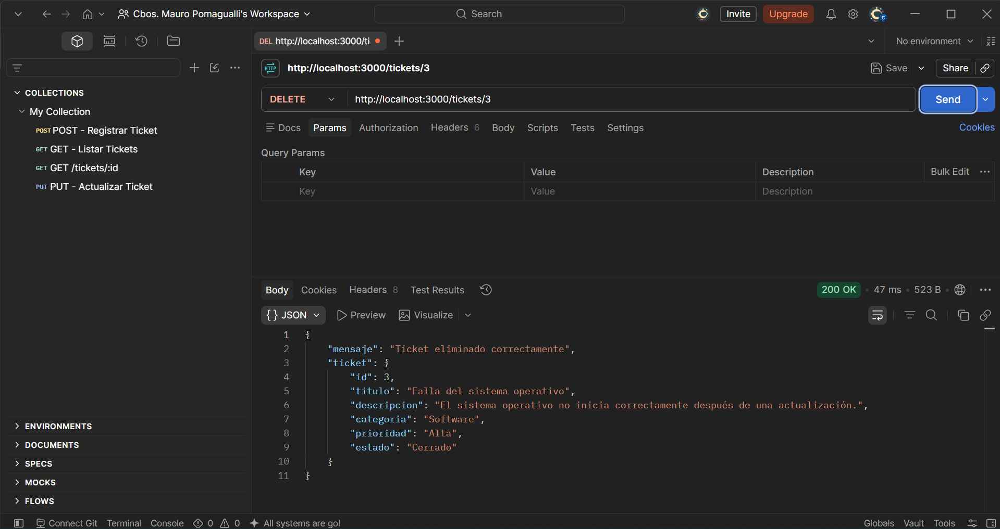 Cbos. Mauro Pomagualli's Workspace
Search
Invite
Upgrade
DEL http://localhost:3000/ti
No environment
HTTP http://localhost:3000/tickets/3
Save
Share
COLLECTIONS
My Collection
POST POST - Registrar Ticket
GET GET - Listar Tickets
GET GET /tickets/:id
PUT PUT - Actualizar Ticket
ENVIRONMENTS
DOCUMENTS
SPECS
MOCKS
FLOWS
DELETE http://localhost:3000/tickets/3
Send
Docs Params Authorization Headers 6 Body Scripts Tests Settings
Cookies
Query Params
Key Value Description Bulk Edit
Key Value Description
Body Cookies Headers 8 Test Results
200 OK • 47 ms • 523 B
{} JSON Preview Visualize
1 {
2 "mensaje": "Ticket eliminado correctamente",
3 "ticket": {
4 "id": 3,
5 "titulo": "Falla del sistema operativo",
6 "descripcion": "El sistema operativo no inicia correctamente después de una actualización.",
7 "categoria": "Software",
8 "prioridad": "Alta",
9 "estado": "Cerrado"
10 }
11 }
Connect Git Terminal Console 0 0 All systems are go!
Globals Vault Tools